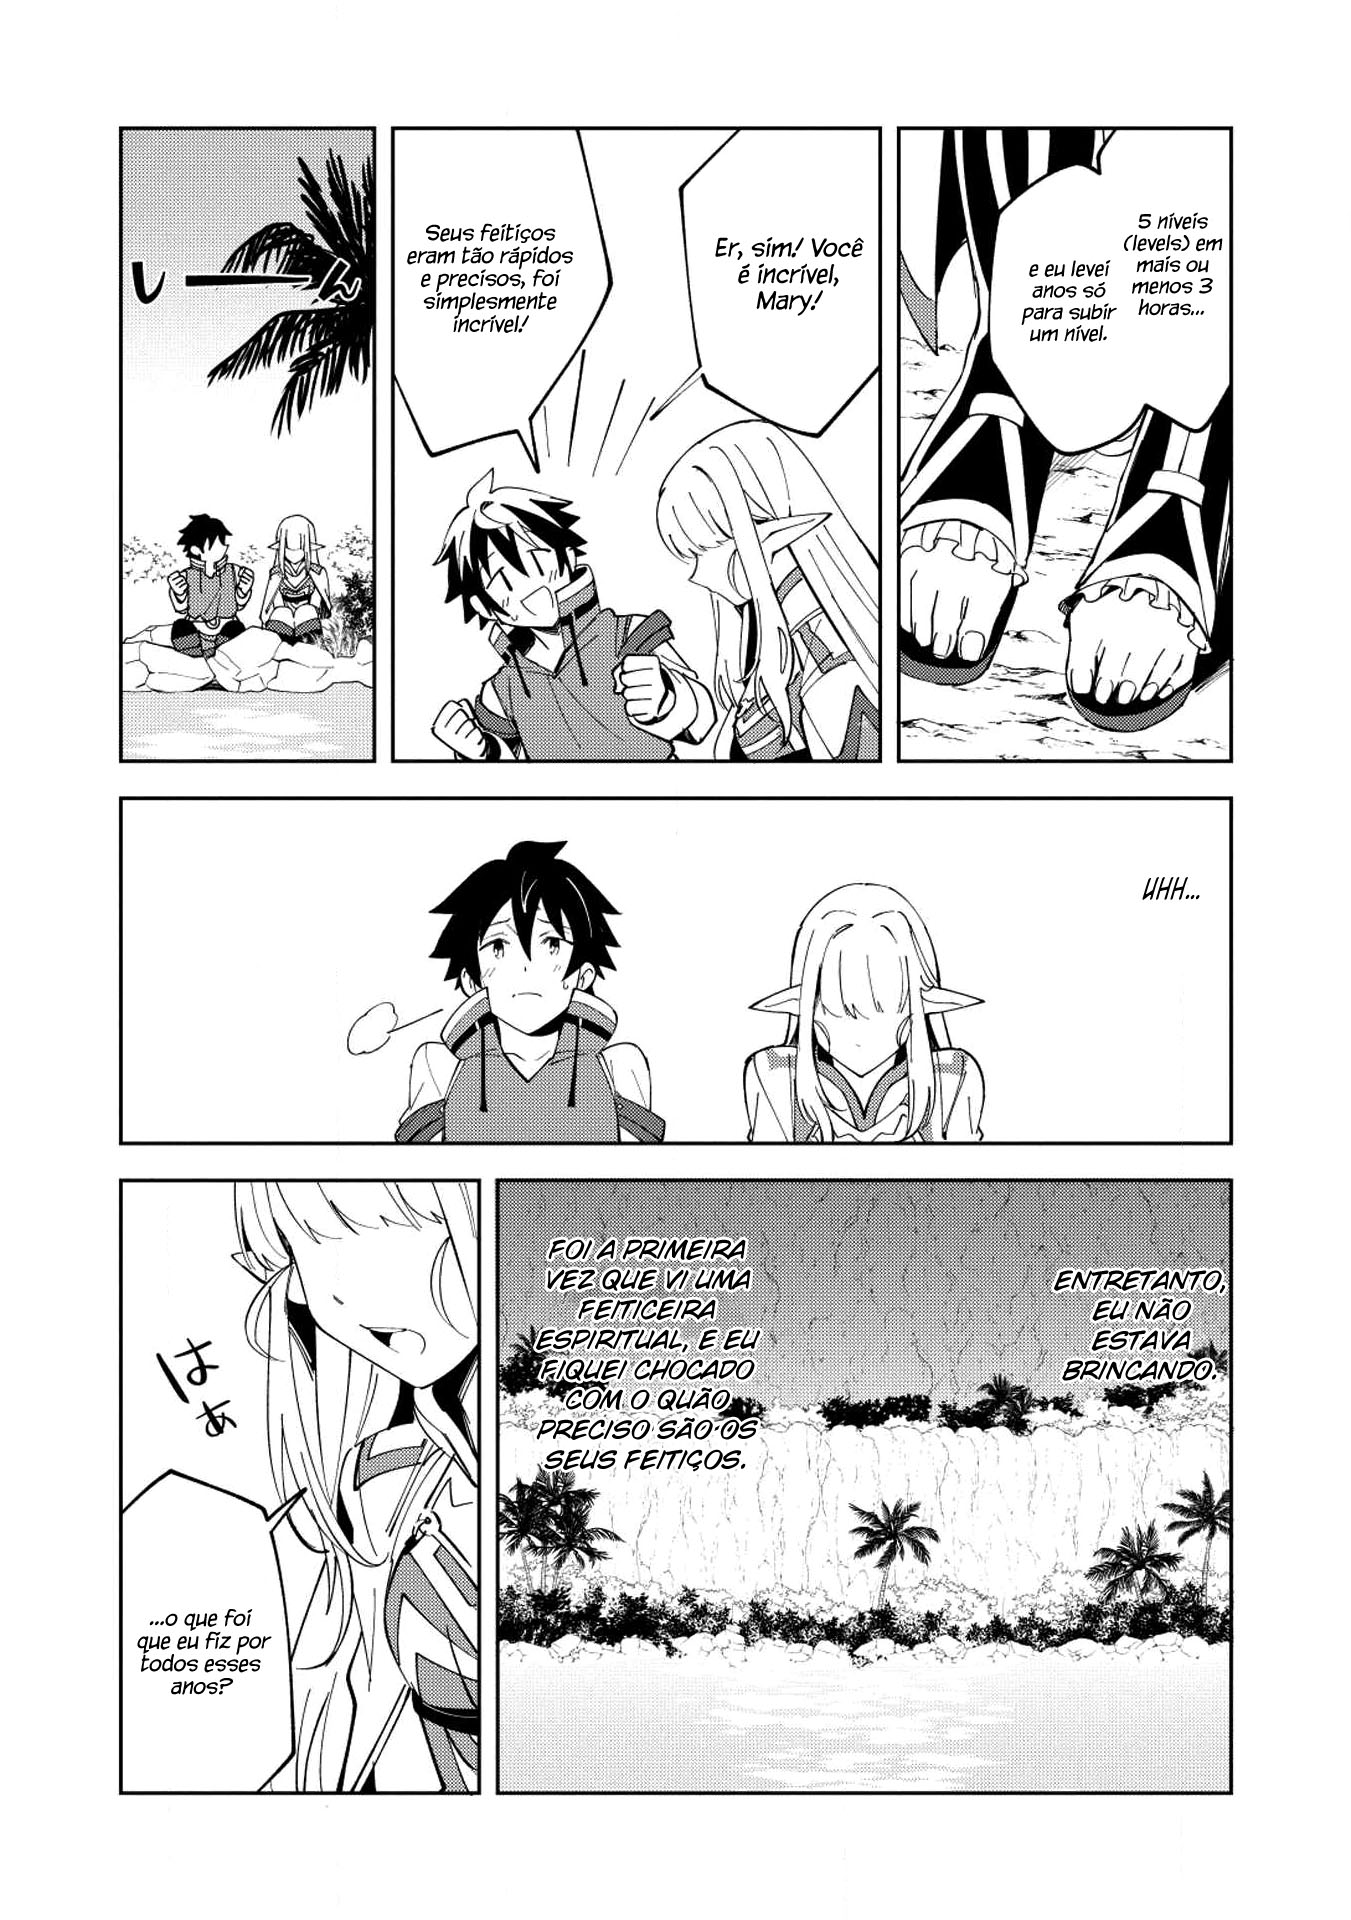 5 níveis
(levels) em
mais ou
menos 3
horas...
e eu levei
anos só
para subir
um nível.
Er, sim! Você
é incrível,
Mary!
Seus feitiços
eram tão rápidos
e precisos, foi
simplesmente
incrível!
しーーん
UHH...
ENTRETANTO,
EU NÃO
ESTAVA
BRINCANDO.
FOI A PRIMEIRA
VEZ QUE VI UMA
FEITICEIRA
ESPIRITUAL, E EU
FIQUEI CHOCADO
COM O QUÃO
PRECISO SÃO OS
SEUS FEITIÇOS.
はぁ
...o que foi
que eu fiz por
todos esses
anos?